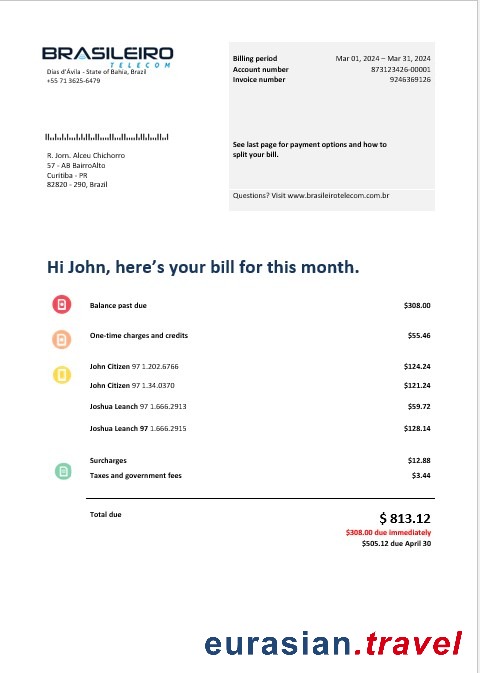 BRASILEIRO
TELECOM
Dias d'Ávila - State of Bahia, Brazil
+55 71 3625-6479
Billing period Mar 01, 2024 – Mar 31, 2024
Account number 873123426-00001
Invoice number 9246369126
See last page for payment options and how to
split your bill.
R. Jorn. Alceu Chichorro
57 - AB BairroAlto
Curitiba - PR
82820 - 290, Brazil
Questions? Visit www.brasileirotelecom.com.br
Hi John, here's your bill for this month.
Balance past due $308.00
One-time charges and credits $55.46
John Citizen 97 1.202.6766 $124.24
John Citizen 97 1.34.0370 $121.24
Joshua Leanch 97 1.666.2913 $59.72
Joshua Leanch 97 1.666.2915 $128.14
Surcharges $12.88
Taxes and government fees $3.44
Total due $ 813.12
$308.00 due immediately
$505.12 due April 30
eurasian.travel